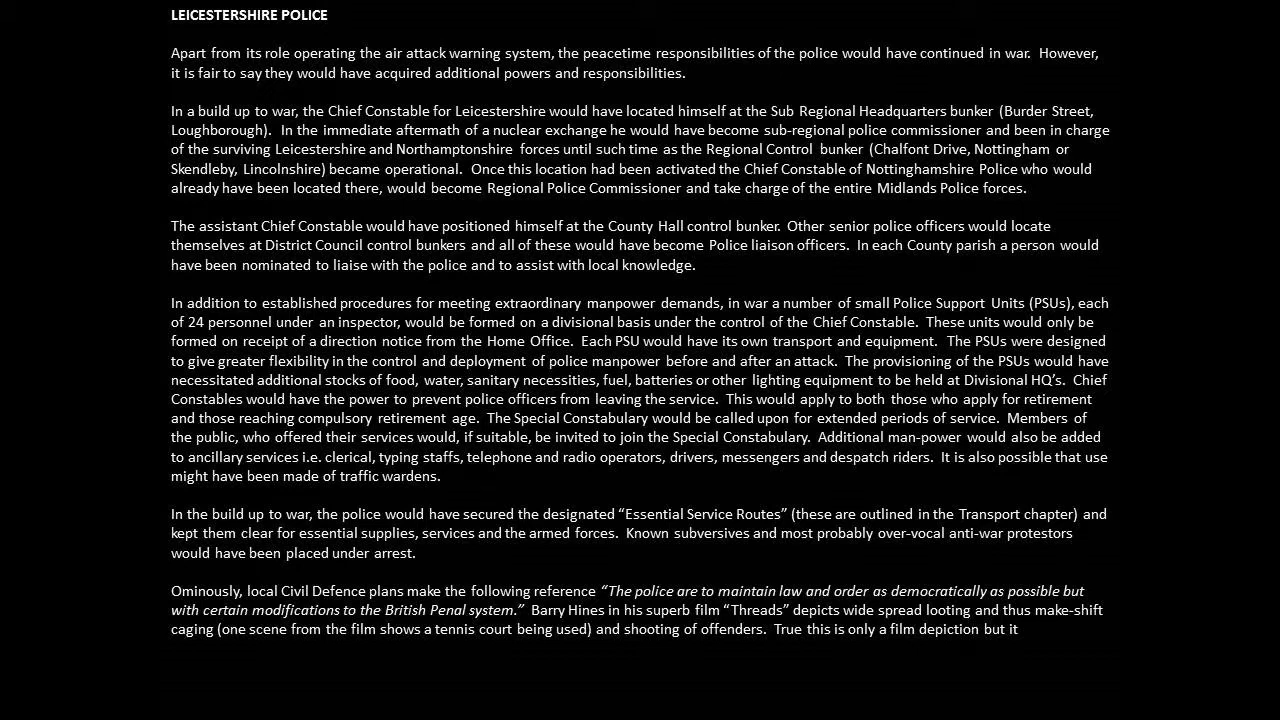 LEICESTERSHIRE POLICE
Apart from its role operating the air attack warning system, the peacetime responsibilities of the police would have continued in war. However,
it is fair to say they would have acquired additional powers and responsibilities.
In a build up to war, the Chief Constable for Leicestershire would have located himself at the Sub Regional Headquarters bunker (Burder Street,
Loughborough). In the immediate aftermath of a nuclear exchange he would have become sub-regional police commissioner and been in charge
of the surviving Leicestershire and Northamptonshire forces until such time as the Regional Control bunker (Chalfont Drive, Nottingham or
Skendleby, Lincolnshire) became operational. Once this location had been activated the Chief Constable of Nottinghamshire Police who would
already have been located there, would become Regional Police Commissioner and take charge of the entire Midlands Police forces.
The assistant Chief Constable would have positioned himself at the County Hall control bunker. Other senior police officers would locate
themselves at District Council control bunkers and all of these would have become Police liaison officers. In each County parish a person would
have been nominated to liaise with the police and to assist with local knowledge.
In addition to established procedures for meeting extraordinary manpower demands, in war a number of small Police Support Units (PSUs), each
of 24 personnel under an inspector, would be formed on a divisional basis under the control of the Chief Constable. These units would only be
formed on receipt of a direction notice from the Home Office. Each PSU would have its own transport and equipment. The PSUs were designed
to give greater flexibility in the control and deployment of police manpower before and after an attack. The provisioning of the PSUs would have
necessitated additional stocks of food, water, sanitary necessities, fuel, batteries or other lighting equipment to be held at Divisional HQ's. Chief
Constables would have the power to prevent police officers from leaving the service. This would apply to both those who apply for retirement
and those reaching compulsory retirement age. The Special Constabulary would be called upon for extended periods of service. Members of
the public, who offered their services would, if suitable, be invited to join the Special Constabulary. Additional man-power would also be added
to ancillary services i.e. clerical, typing staffs, telephone and radio operators, drivers, messengers and despatch riders. It is also possible that use
might have been made of traffic wardens.
In the build up to war, the police would have secured the designated “Essential Service Routes” (these are outlined in the Transport chapter) and
kept them clear for essential supplies, services and the armed forces. Known subversives and most probably over-vocal anti-war protestors
would have been placed under arrest.
Ominously, local Civil Defence plans make the following reference “The police are to maintain law and order as democratically as possible but
with certain modifications to the British Penal system.” Barry Hines in his superb film “Threads” depicts wide spread looting and thus make-shift
caging (one scene from the film shows a tennis court being used) and shooting of offenders. True this is only a film depiction but it